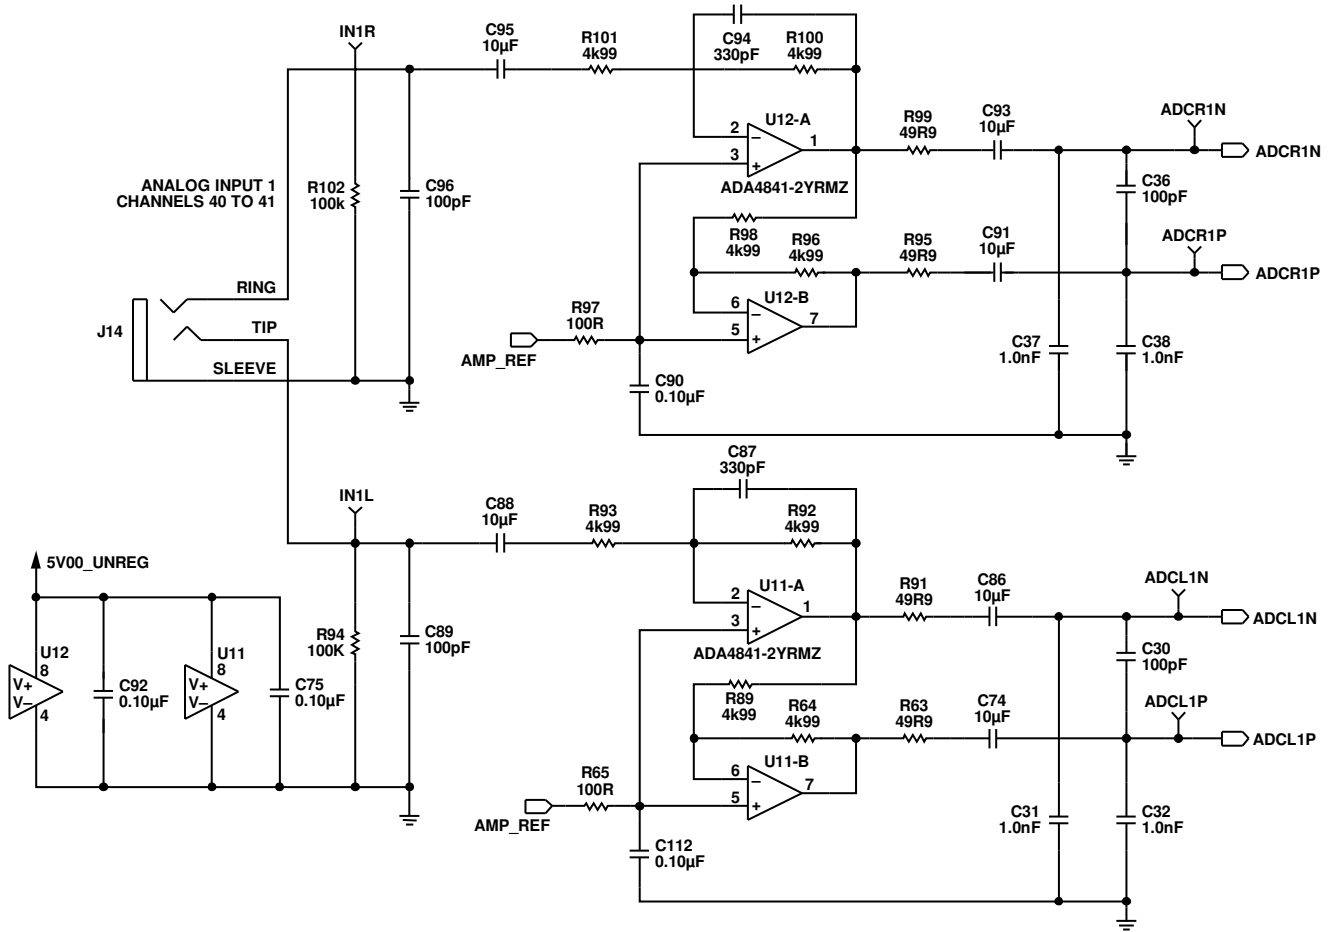 IN1R
C95
10µF
R101
4k99
C94
330pF
R100
4k99
2
3
−
+
U12-A
1
ADA4841-2YRMZ
R99
49R9
C93
10µF
ADCR1N
ADCR1N
ANALOG INPUT 1
CHANNELS 40 TO 41
R102
100k
C96
100pF
C36
100pF
R98
4k99
R96
4k99
R95
49R9
C91
10µF
ADCR1P
ADCR1P
RING
TIP
SLEEVE
J14
6
5
−
+
U12-B
7
R97
100R
AMP_REF
C90
0.10µF
C37
1.0nF
C38
1.0nF
C87
330pF
IN1L
C88
10µF
R93
4k99
R92
4k99
2
3
−
+
U11-A
1
ADA4841-2YRMZ
R91
49R9
C86
10µF
ADCL1N
ADCL1N
5V00_UNREG
U12
8
V+
V−
4
C92
0.10µF
U11
8
V+
V−
4
C75
0.10µF
R94
100K
C89
100pF
C30
100pF
R89
4k99
R64
4k99
R63
49R9
C74
10µF
ADCL1P
ADCL1P
6
5
−
+
U11-B
7
R65
100R
AMP_REF
C112
0.10µF
C31
1.0nF
C32
1.0nF